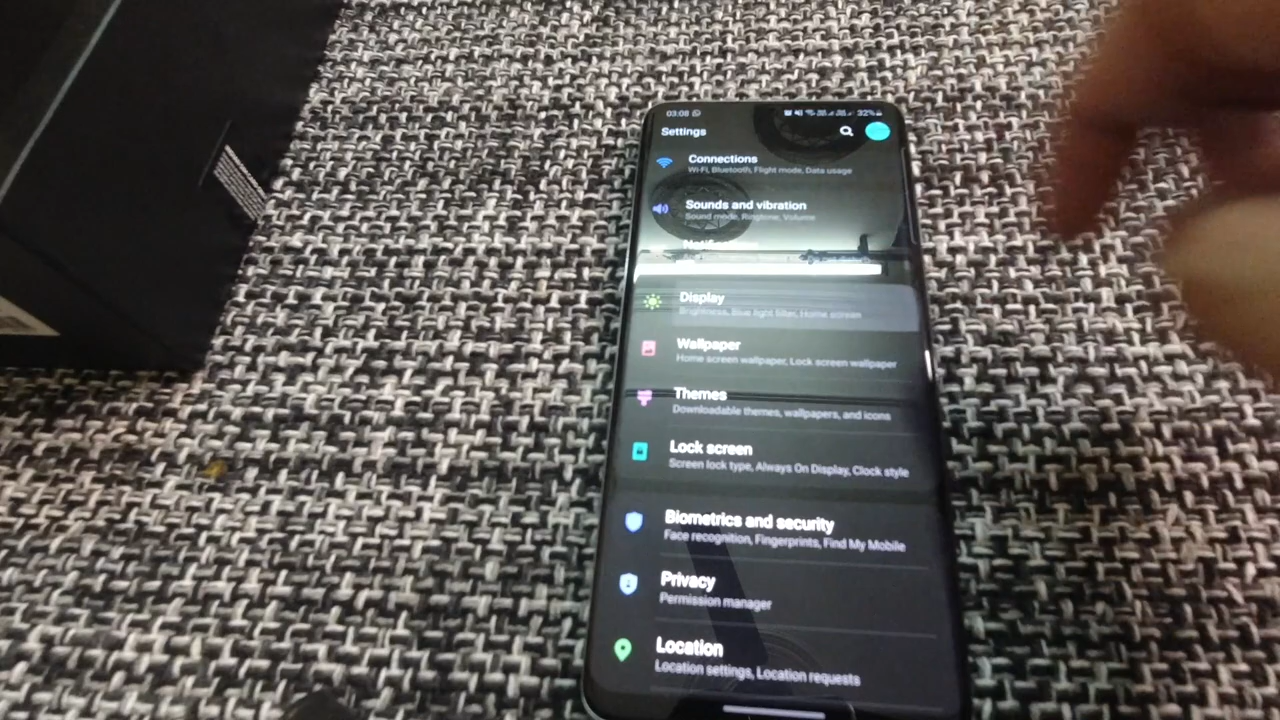 03:08
32%
Settings
Connections
Wi-Fi, Bluetooth, Flight mode, Data usage
Sounds and vibration
Sound mode, Ringtone, Volume
Display
Brightness, Blue light filter, Home screen
Wallpaper
Home screen wallpaper, Lock screen wallpaper
Themes
Downloadable themes, wallpapers, and icons
Lock screen
Screen lock type, Always On Display, Clock style
Biometrics and security
Face recognition, Fingerprints, Find My Mobile
Privacy
Permission manager
Location
Location settings, Location requests